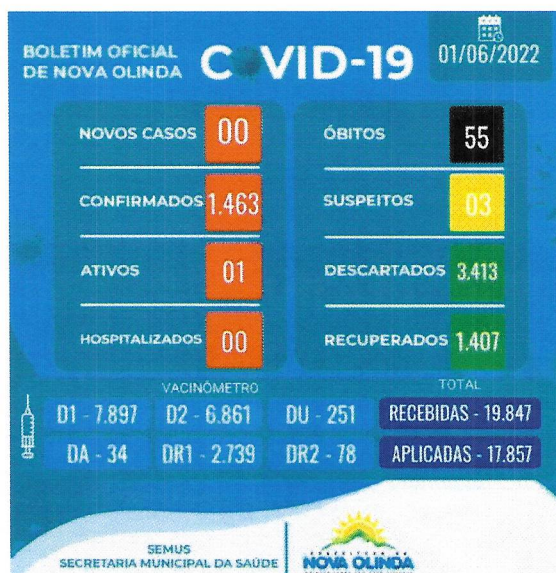 BOLETIM OFICIAL
DE NOVA OLINDA
COVID-19
01/06/2022
NOVOS CASOS 00
CONFIRMADOS 1.463
ATIVOS 01
HOSPITALIZADOS 00
ÓBITOS 55
SUSPEITOS 03
DESCARTADOS 3.413
RECUPERADOS 1.407
VACINÔMETRO
TOTAL
D1 - 7.897 D2 - 6.861 DU - 251 RECEBIDAS - 19.847
DA - 34 DR1 - 2.739 DR2 - 78 APLICADAS - 17.857
SEMUS
SECRETARIA MUNICIPAL DA SAÚDE
PREFEITURA DE
NOVA OLINDA